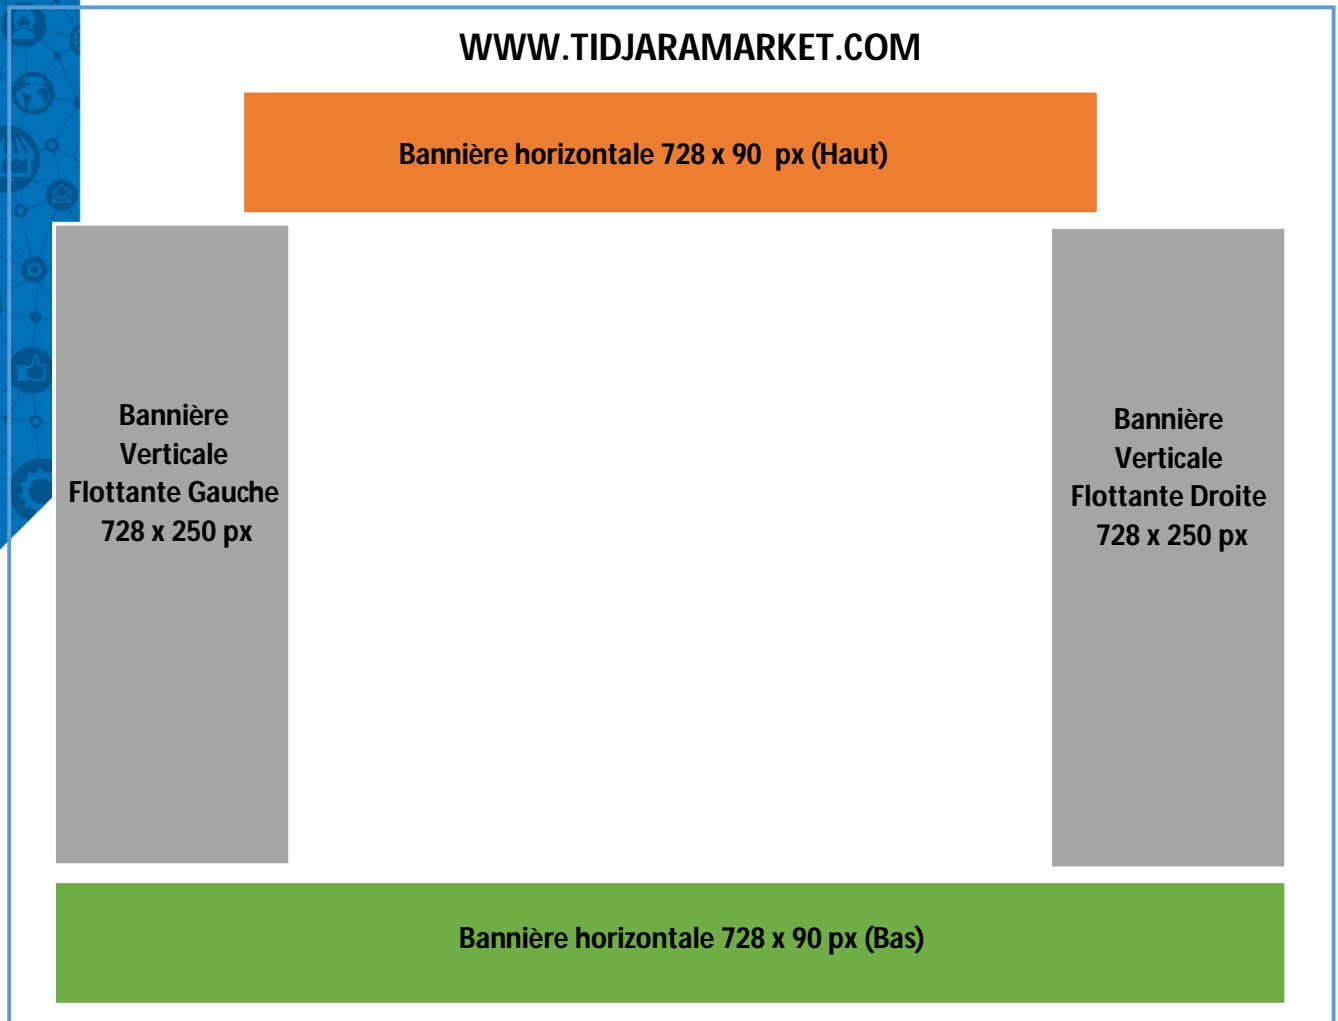 WWW.TIDJARAMARKET.COM
Bannière horizontale 728 x 90  px (Haut)
Bannière
Verticale
Flottante Gauche
728 x 250 px
Bannière
Verticale
Flottante Droite
728 x 250 px
Bannière horizontale 728 x 90 px (Bas)